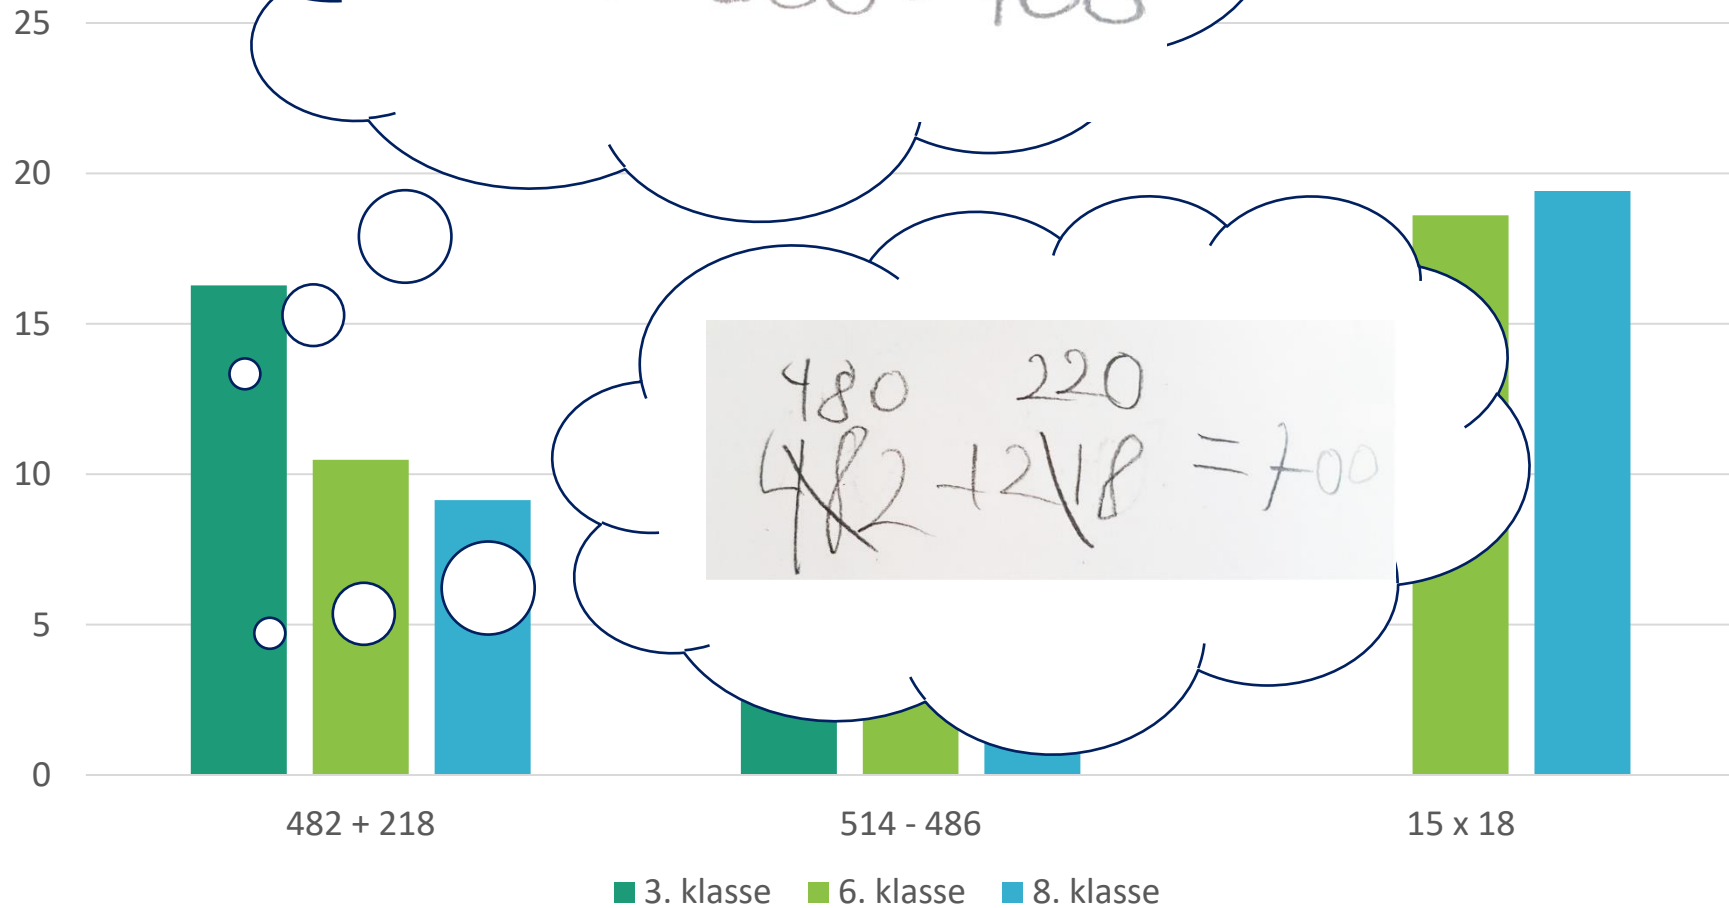 25
20
15
10
5
0
480 220
482 + 218 = 700
482 + 218
514 - 486
15 x 18
3. klasse 6. klasse 8. klasse